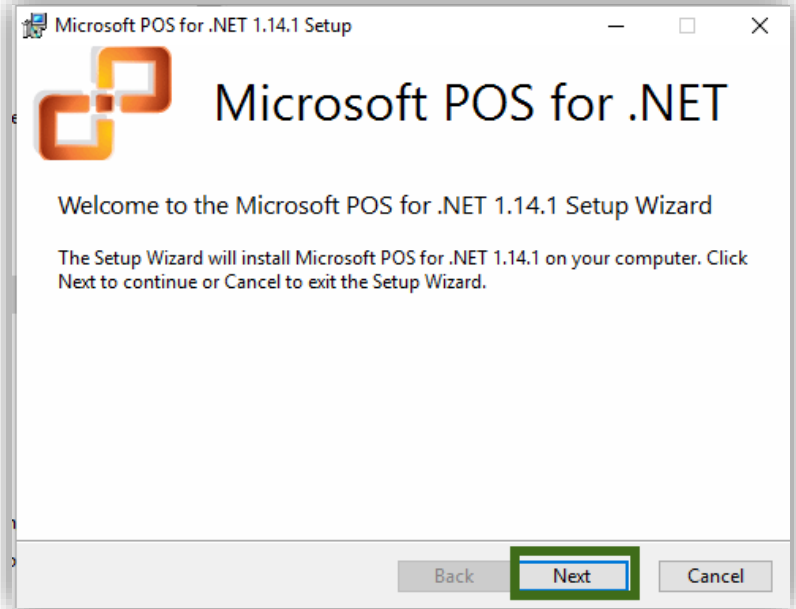 Microsoft POS for .NET 1.14.1 Setup
Microsoft POS for .NET
Welcome to the Microsoft POS for .NET 1.14.1 Setup Wizard
The Setup Wizard will install Microsoft POS for .NET 1.14.1 on your computer. Click
Next to continue or Cancel to exit the Setup Wizard.
Back Next Cancel